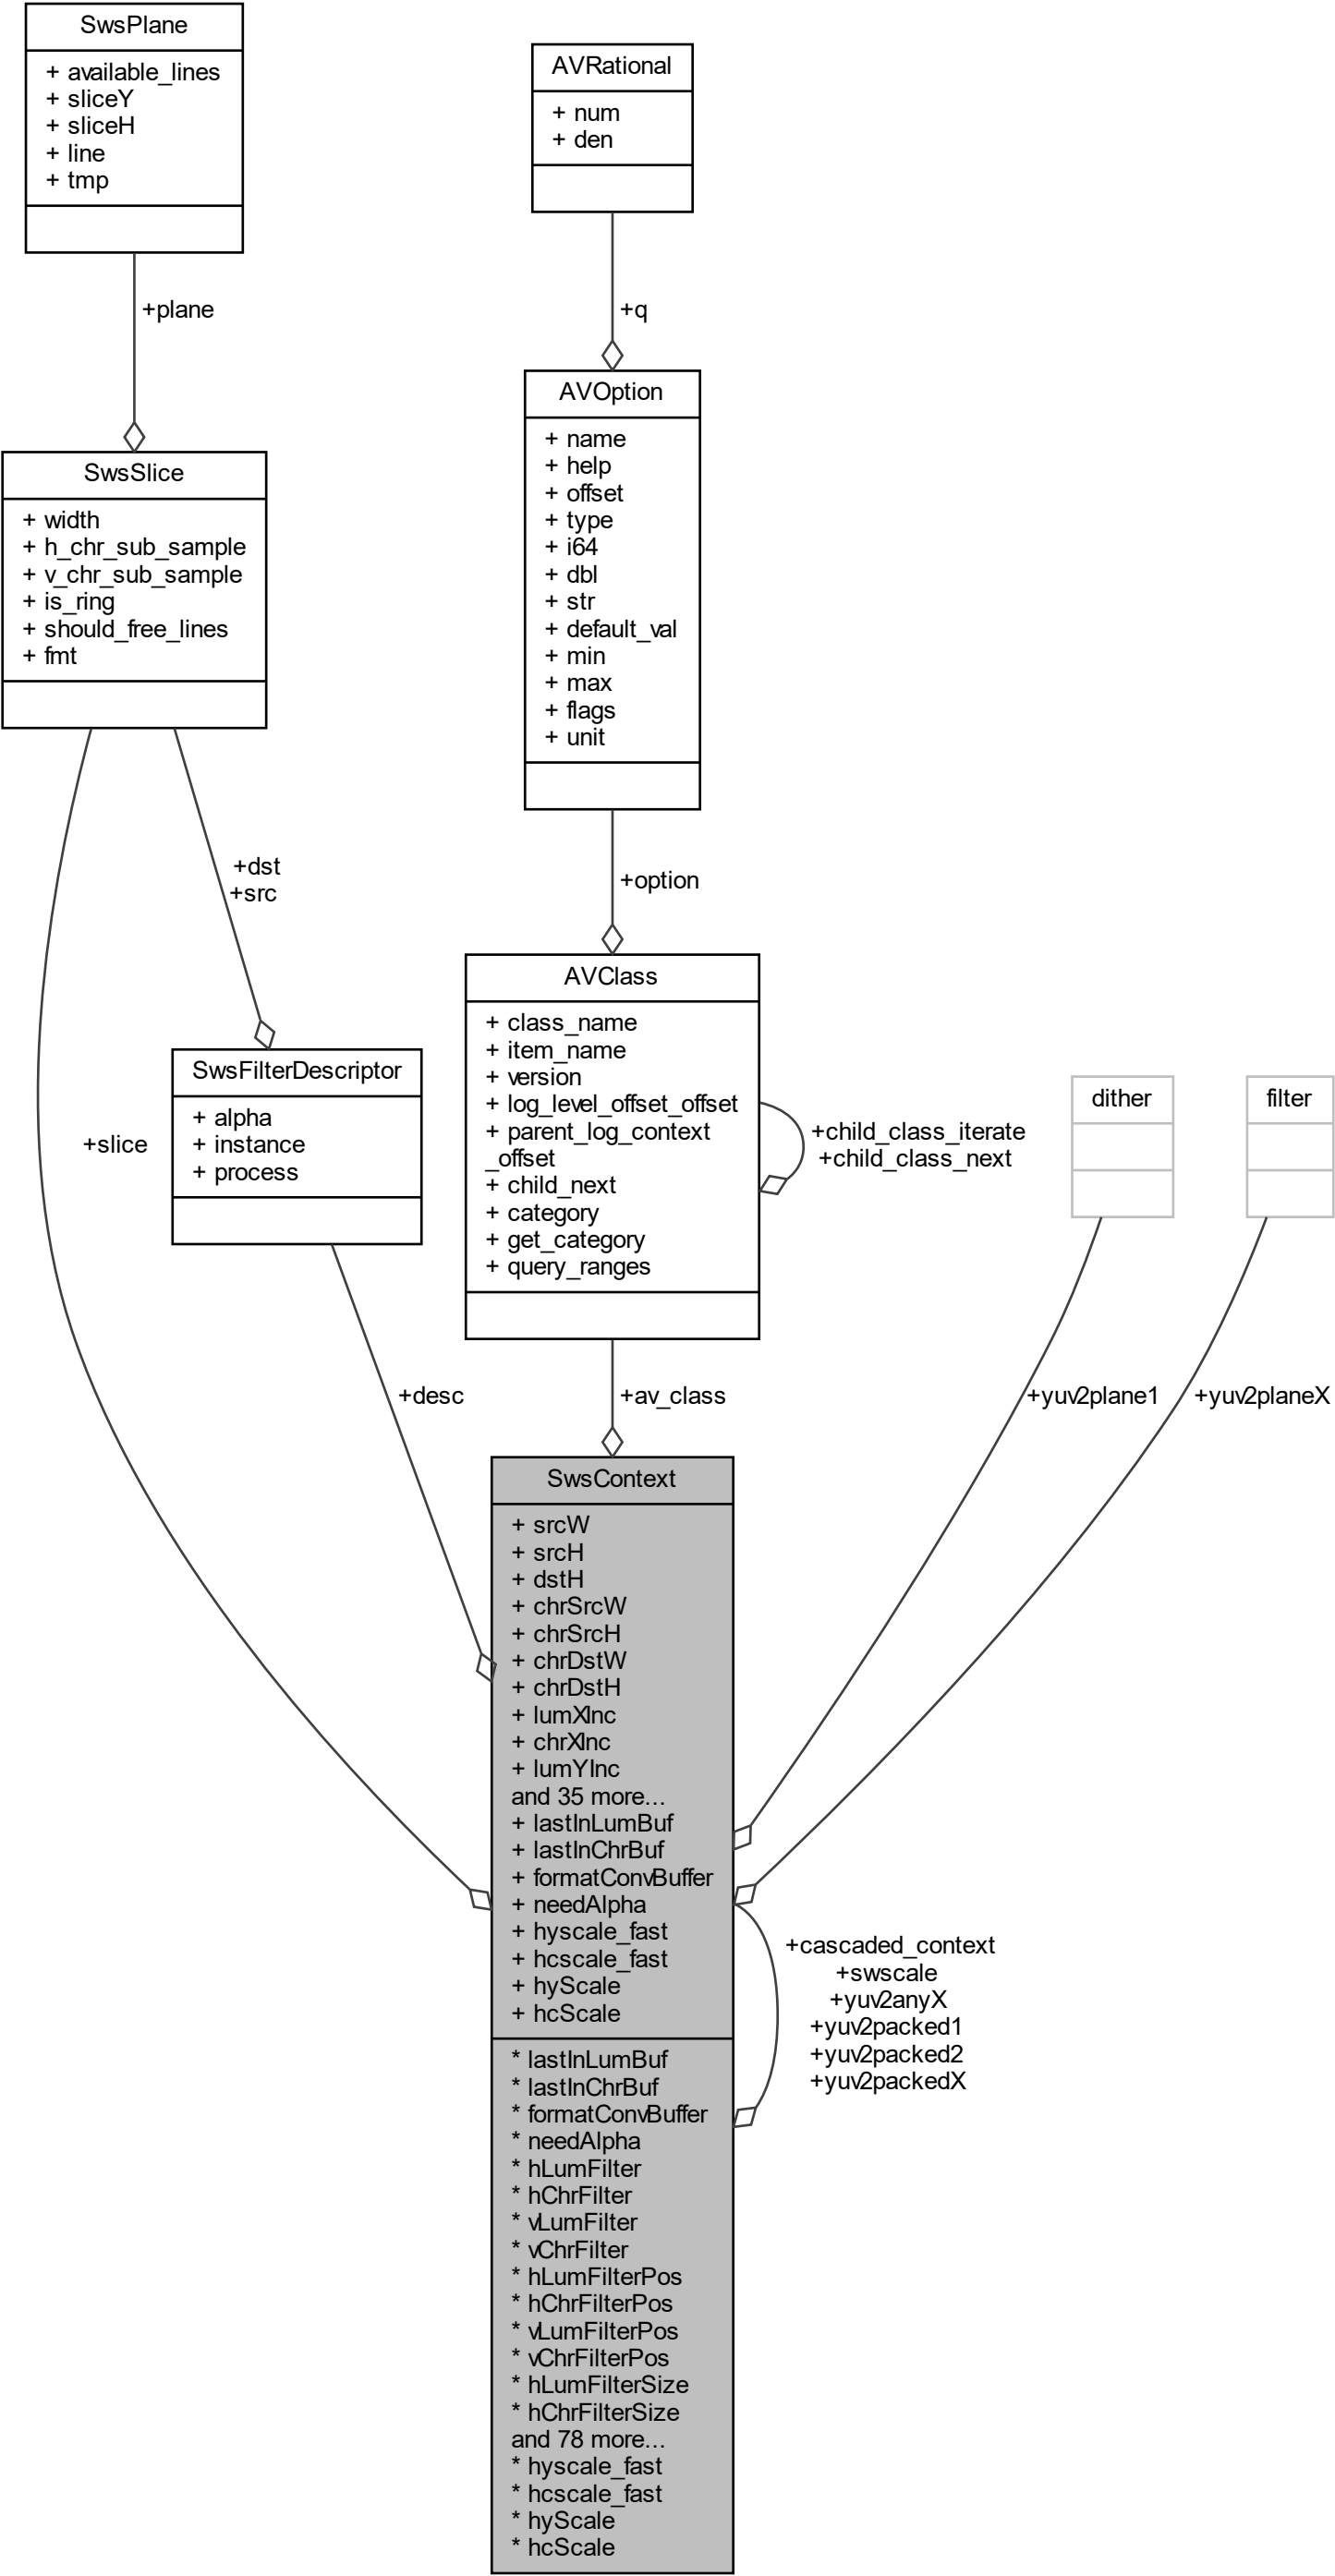 SwsPlane
+ available_lines
+ sliceY
+ sliceH
+ line
+ tmp
AVRational
+ num
+ den
+plane
+q
SwsSlice
+ width
+ h_chr_sub_sample
+ v_chr_sub_sample
+ is_ring
+ should_free_lines
+ fmt
AVOption
+ name
+ help
+ offset
+ type
+ i64
+ dbl
+ str
+ default_val
+ min
+ max
+ flags
+ unit
+dst
+src
+option
SwsFilterDescriptor
+ alpha
+ instance
+ process
AVClass
+ class_name
+ item_name
+ version
+ log_level_offset_offset
+ parent_log_context
_offset
+ child_next
+ category
+ get_category
+ query_ranges
+child_class_iterate
+child_class_next
dither
filter
+slice
+desc
+av_class
+yuv2plane1
+yuv2planeX
SwsContext
+ srcW
+ srcH
+ dstH
+ chrSrcW
+ chrSrcH
+ chrDstW
+ chrDstH
+ lumXInc
+ chrXInc
+ lumYInc
and 35 more...
+ lastInLumBuf
+ lastInChrBuf
+ formatConvBuffer
+ needAlpha
+ hyscale_fast
+ hcscale_fast
+ hyScale
+ hcScale
* lastInLumBuf
* lastInChrBuf
* formatConvBuffer
* needAlpha
* hLumFilter
* hChrFilter
* vLumFilter
* vChrFilter
* hLumFilterPos
* hChrFilterPos
* vLumFilterPos
* vChrFilterPos
* hLumFilterSize
* hChrFilterSize
and 78 more...
* hyscale_fast
* hcscale_fast
* hyScale
* hcScale
+cascaded_context
+swscale
+yuv2anyX
+yuv2packed1
+yuv2packed2
+yuv2packedX